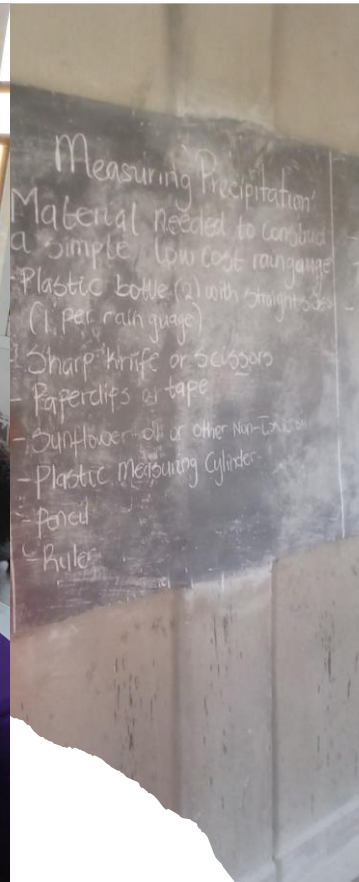 Measuring Precipitation
Material needed to construct
a simple, low cost raingauge
- Plastic bottle (2) with straight sides
(1 per rain guage)
- Sharp knife or scissors
- Paperclips or tape
- Sunflower oil or other Non-
- Plastic Measuring Cylinder
- Pencil
- Ruler